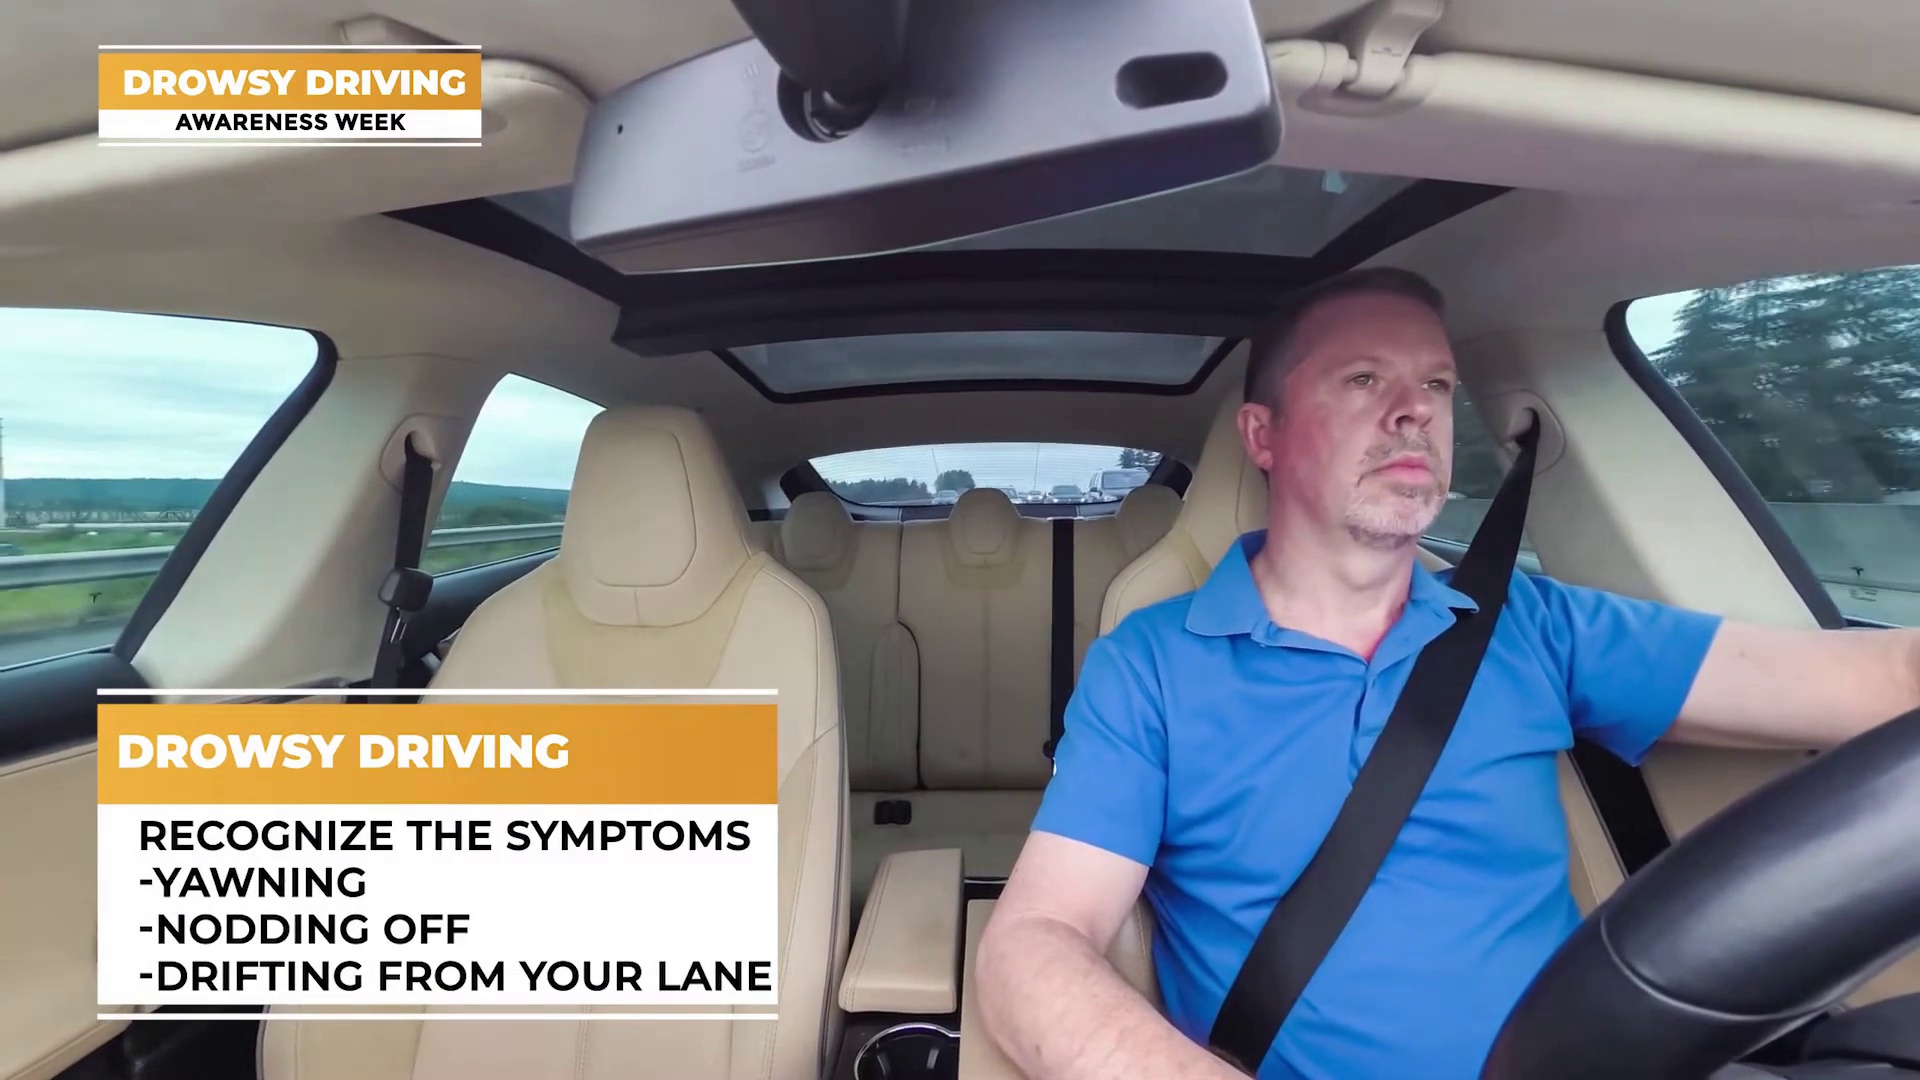 DROWSY DRIVING
AWARENESS WEEK
DROWSY DRIVING
RECOGNIZE THE SYMPTOMS
-YAWNING
-NODDING OFF
-DRIFTING FROM YOUR LANE